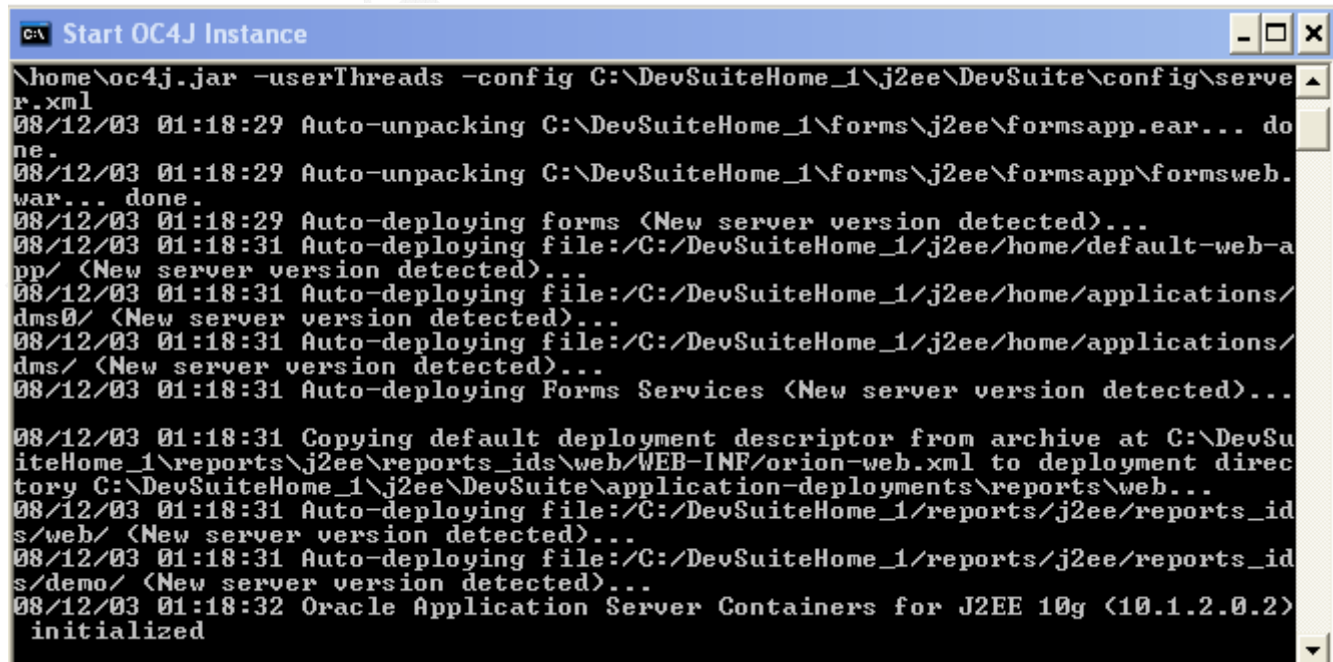 Start OC4J Instance
\home\oc4j.jar -userThreads -config C:\DevSuiteHome_1\j2ee\DevSuite\config\serve
r.xml
08/12/03 01:18:29 Auto-unpacking C:\DevSuiteHome_1\forms\j2ee\formsapp.ear... do
ne.
08/12/03 01:18:29 Auto-unpacking C:\DevSuiteHome_1\forms\j2ee\formsapp\formsweb.
war... done.
08/12/03 01:18:29 Auto-deploying forms (New server version detected)...
08/12/03 01:18:31 Auto-deploying file:/C:/DevSuiteHome_1/j2ee/home/default-web-a
pp/ (New server version detected)...
08/12/03 01:18:31 Auto-deploying file:/C:/DevSuiteHome_1/j2ee/home/applications/
dms0/ (New server version detected)...
08/12/03 01:18:31 Auto-deploying file:/C:/DevSuiteHome_1/j2ee/home/applications/
dms/ (New server version detected)...
08/12/03 01:18:31 Auto-deploying Forms Services (New server version detected)...
08/12/03 01:18:31 Copying default deployment descriptor from archive at C:\DevSu
iteHome_1\reports\j2ee\reports_ids\web/WEB-INF/orion-web.xml to deployment direc
tory C:\DevSuiteHome_1\j2ee\DevSuite\application-deployments\reports\web...
08/12/03 01:18:31 Auto-deploying file:/C:/DevSuiteHome_1/reports/j2ee/reports_id
s/web/ (New server version detected)...
08/12/03 01:18:31 Auto-deploying file:/C:/DevSuiteHome_1/reports/j2ee/reports_id
s/demo/ (New server version detected)...
08/12/03 01:18:32 Oracle Application Server Containers for J2EE 10g (10.1.2.0.2)
initialized